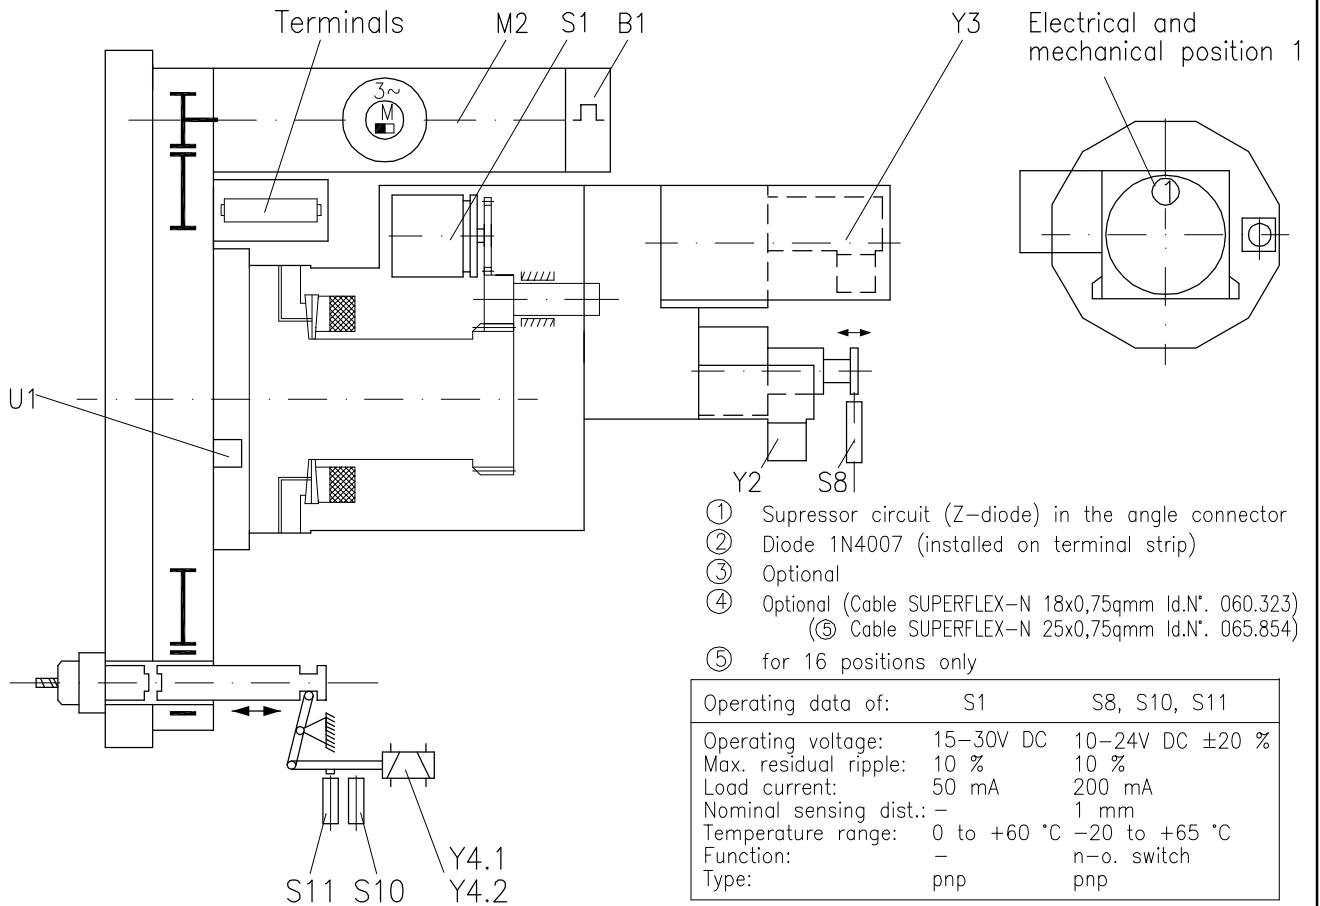 Terminals M2 S1 B1 Y3 Electrical and
mechanical position 1
3~
M
1
U1
Y2 S8
① Supressor circuit (Z-diode) in the angle connector
② Diode 1N4007 (installed on terminal strip)
③ Optional
④ Optional (Cable SUPERFLEX-N 18x0,75qmm Id.N°. 060.323)
(⑤ Cable SUPERFLEX-N 25x0,75qmm Id.N°. 065.854)
⑤ for 16 positions only
Operating data of: S1 S8, S10, S11
Operating voltage: 15-30V DC 10-24V DC ±20 %
Max. residual ripple: 10 % 10 %
Load current: 50 mA 200 mA
Nominal sensing dist.: - 1 mm
Temperature range: 0 to +60 °C -20 to +65 °C
Function: - n-o. switch
Type: pnp pnp
Y4.1
S11 S10 Y4.2